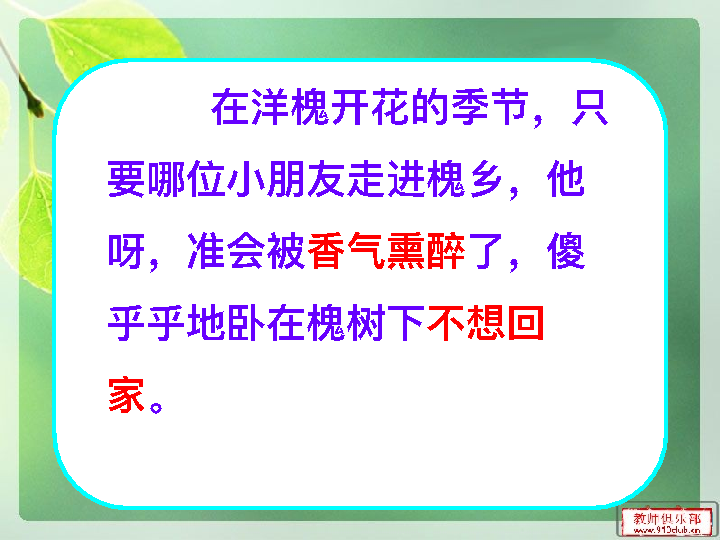 在洋槐开花的季节，只
要哪位小朋友走进槐乡，他
呀，准会被香气熏醉了，傻
乎乎地卧在槐树下不想回
家。
教师俱乐部
www.910club.cn